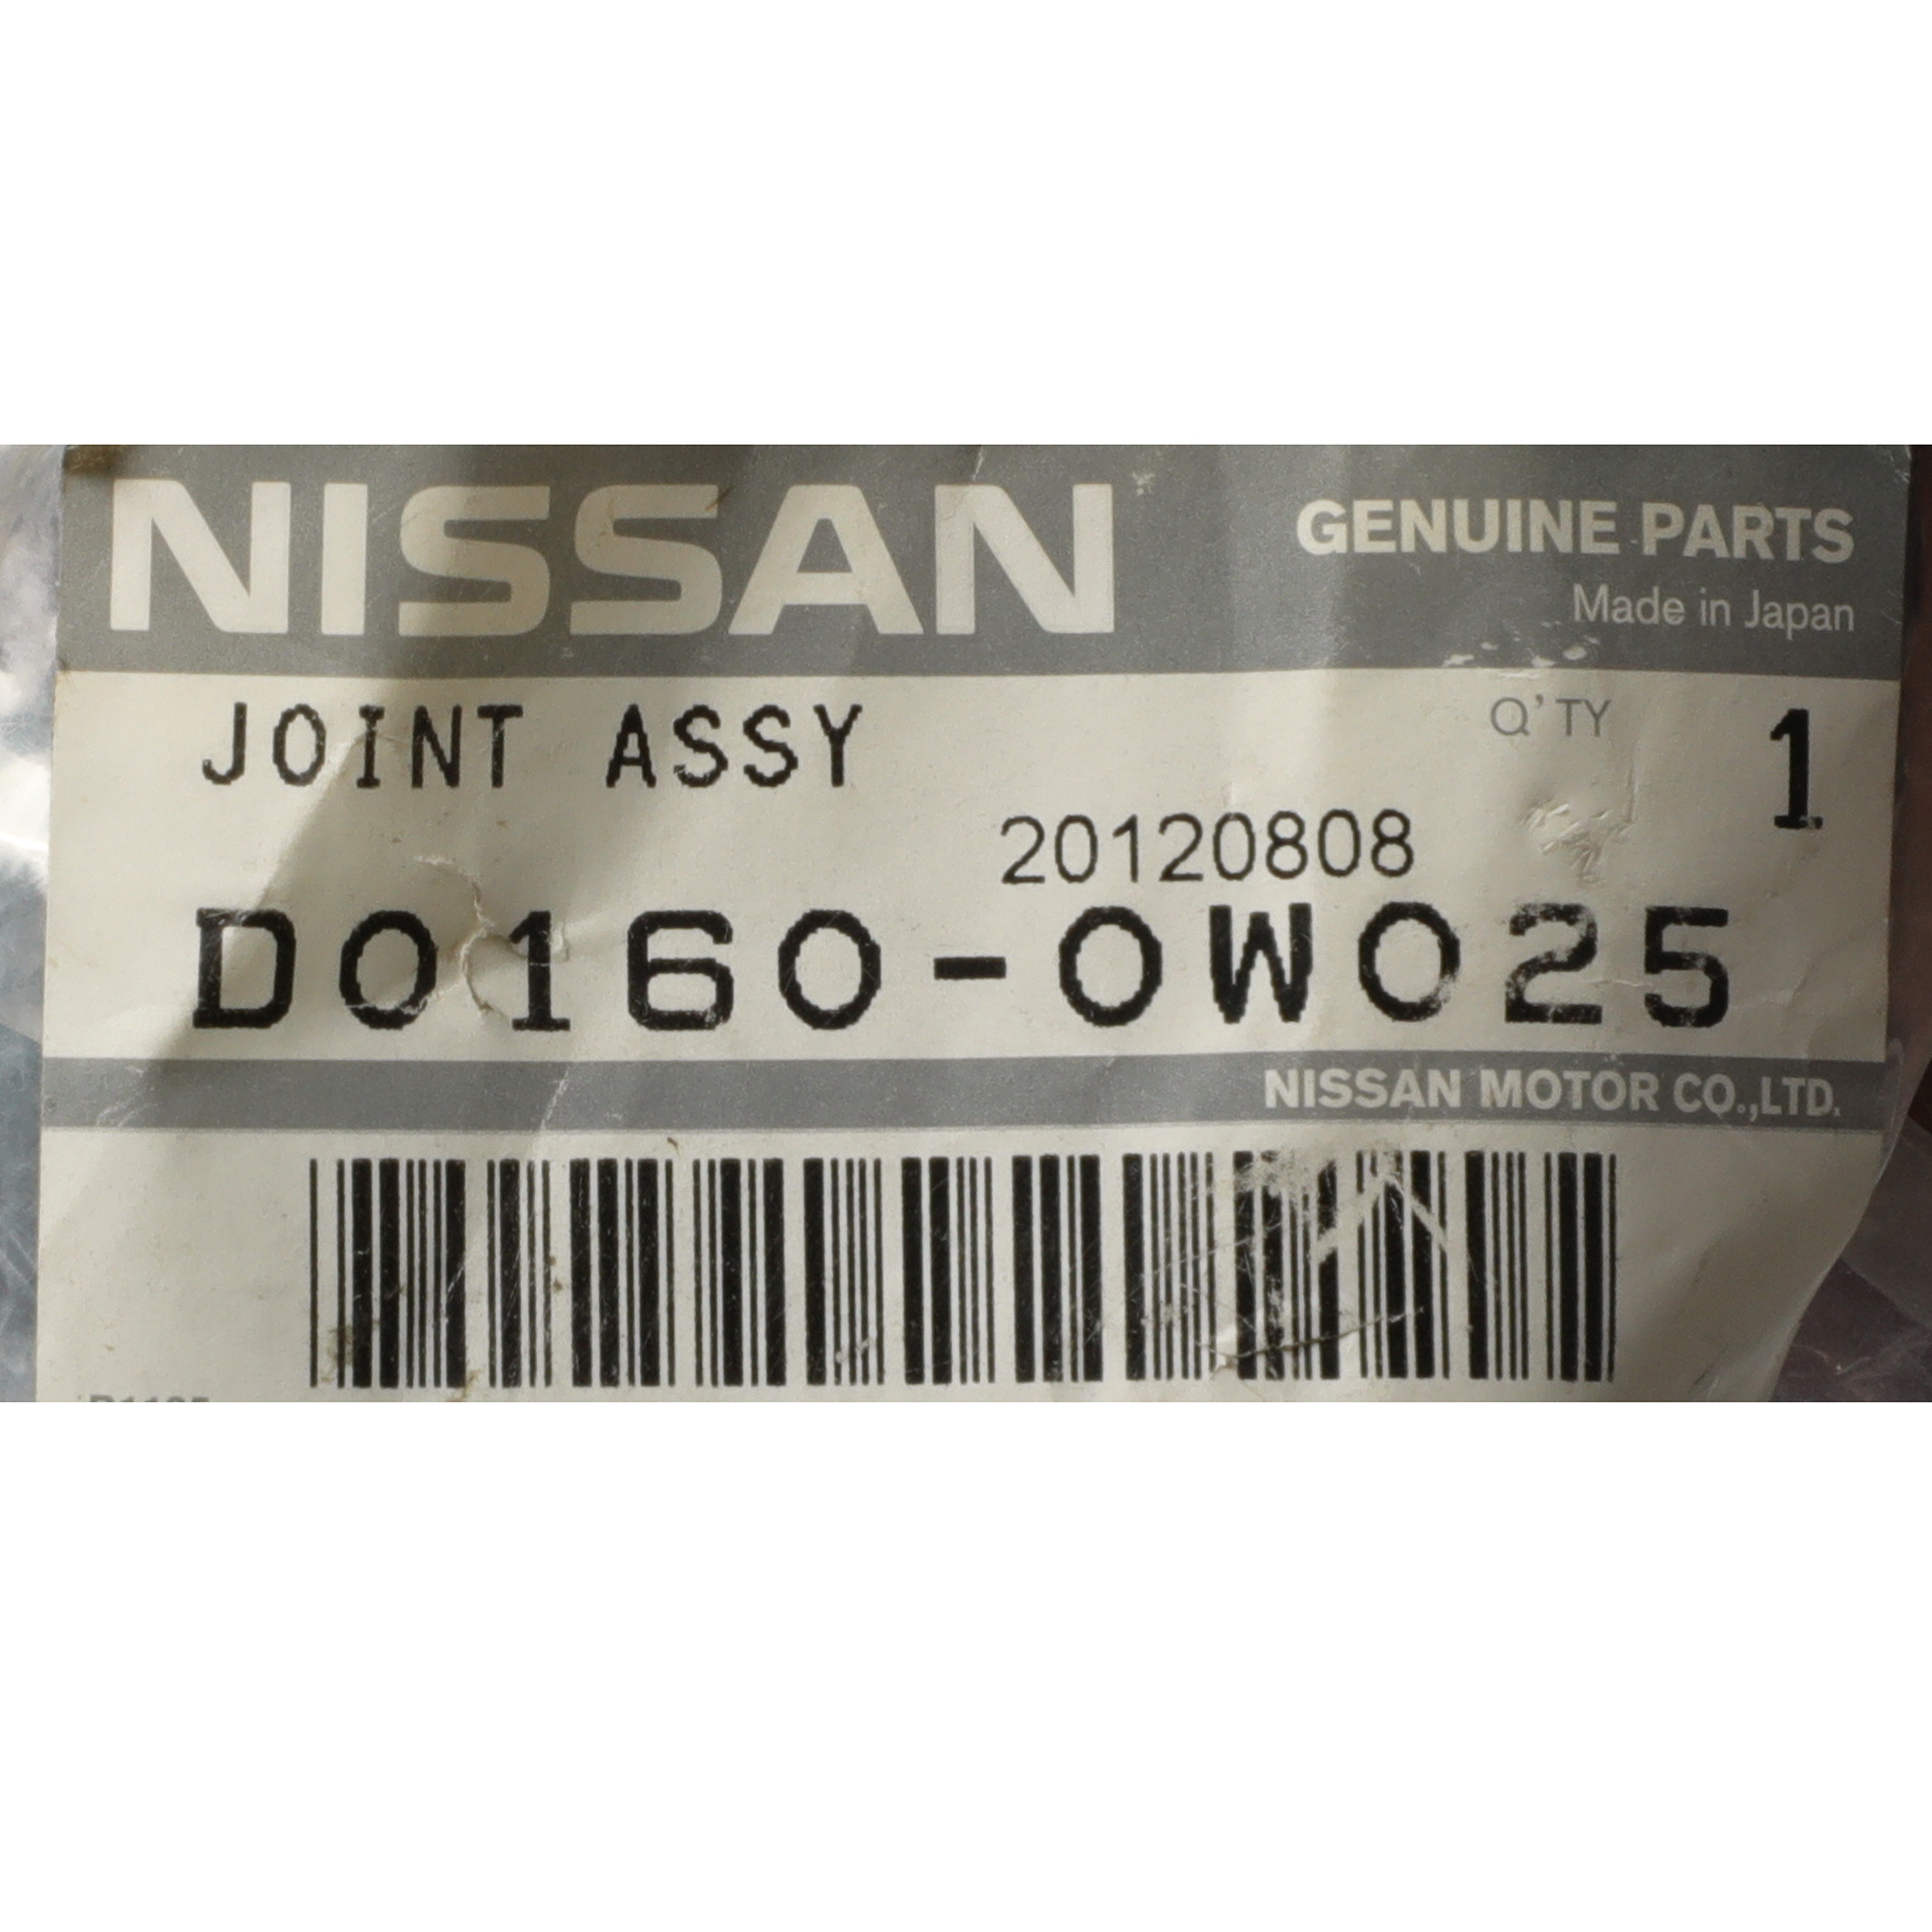 NISSAN GENUINE PARTS
Made in Japan
JOINT ASSY Q'TY 1
20120808
D0160-0W025
NISSAN MOTOR CO.,LTD.